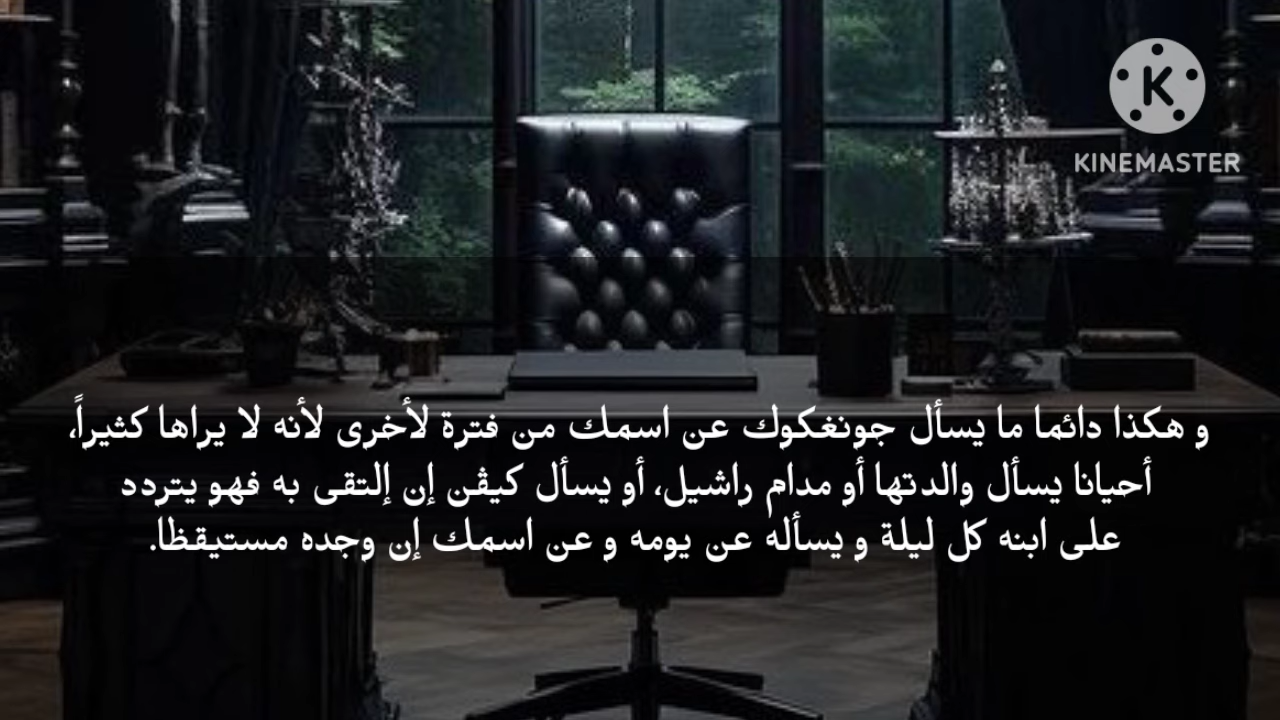 KINEMASTER
و هكذا دائما ما يسأل جونغكوك عن اسمك من فترة لأخرى لأنه لا يراها كثيراً،
أحيانا يسأل والدتها أو مدام راشيل، أو يسأل كيڤن إن إلتقى به فهو يتردد
على ابنه كل ليلة و يسأله عن يومه و عن اسمك إن وجده مستيقظا.